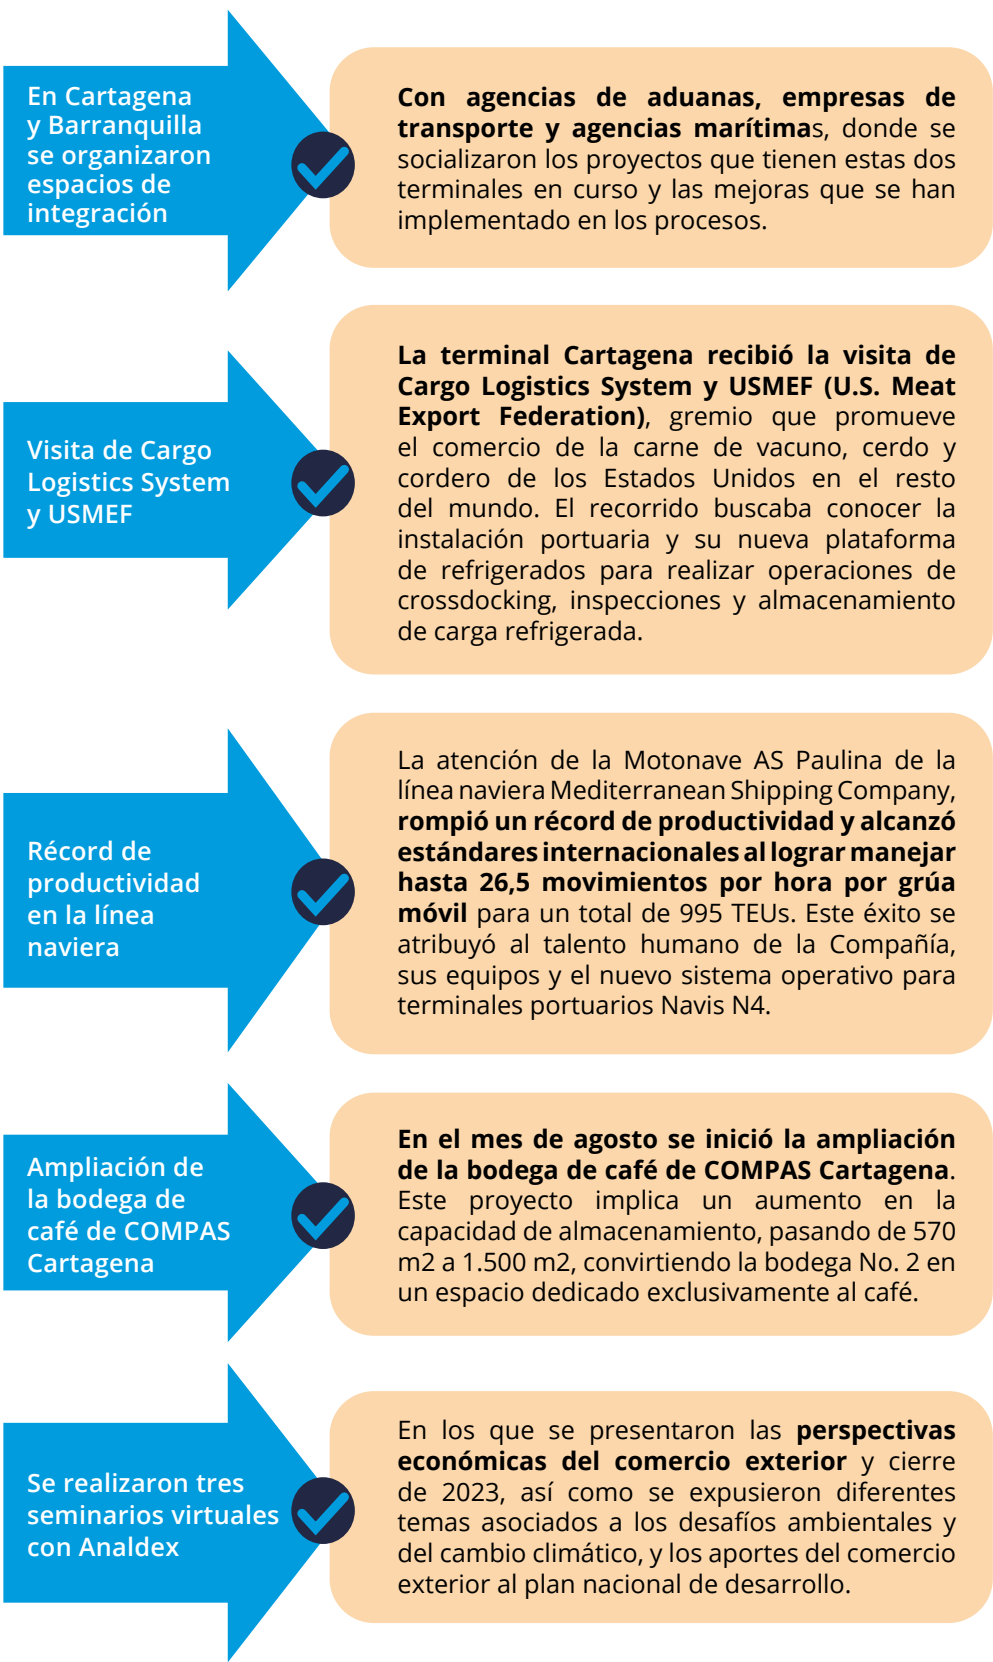 En Cartagena
y Barranquilla
se organizaron
espacios de
integración
Con agencias de aduanas, empresas de
transporte y agencias marítimas, donde se
socializaron los proyectos que tienen estas dos
terminales en curso y las mejoras que se han
implementado en los procesos.
Visita de Cargo
Logistics System
y USMEF
La terminal Cartagena recibió la visita de
Cargo Logistics System y USMEF (U.S. Meat
Export Federation), gremio que promueve
el comercio de la carne de vacuno, cerdo y
cordero de los Estados Unidos en el resto
del mundo. El recorrido buscaba conocer la
instalación portuaria y su nueva plataforma
de refrigerados para realizar operaciones de
crossdocking, inspecciones y almacenamiento
de carga refrigerada.
Récord de
productividad
en la línea
naviera
La atención de la Motonave AS Paulina de la
línea naviera Mediterranean Shipping Company,
rompió un récord de productividad y alcanzó
estándares internacionales al lograr manejar
hasta 26,5 movimientos por hora por grúa
móvil para un total de 995 TEUs. Este éxito se
atribuyó al talento humano de la Compañía,
sus equipos y el nuevo sistema operativo para
terminales portuarios Navis N4.
Ampliación de
la bodega de
café de COMPAS
Cartagena
En el mes de agosto se inició la ampliación
de la bodega de café de COMPAS Cartagena.
Este proyecto implica un aumento en la
capacidad de almacenamiento, pasando de 570
m2 a 1.500 m2, convirtiendo la bodega No. 2 en
un espacio dedicado exclusivamente al café.
Se realizaron tres
seminarios virtuales
con Analdex
En los que se presentaron las perspectivas
económicas del comercio exterior y cierre
de 2023, así como se expusieron diferentes
temas asociados a los desafíos ambientales y
del cambio climático, y los aportes del comercio
exterior al plan nacional de desarrollo.